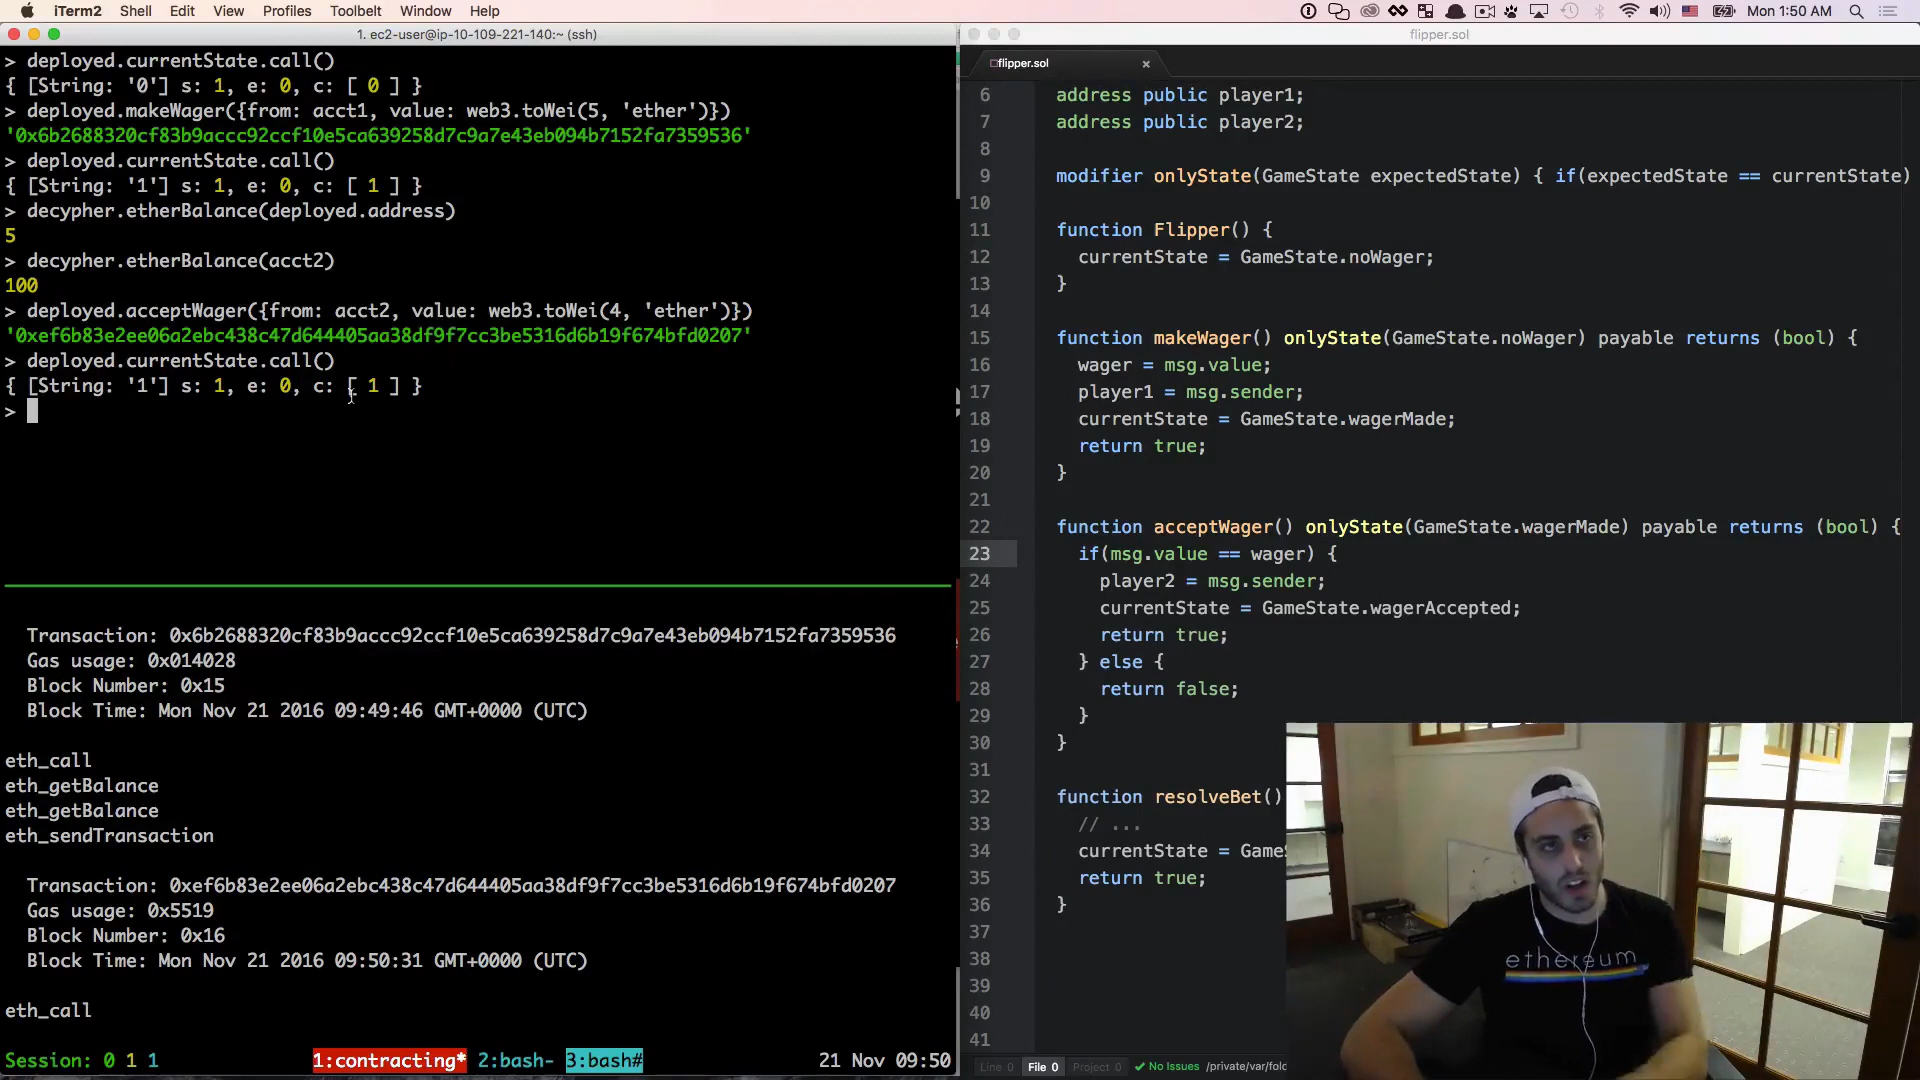 iTerm2 Shell Edit View Profiles Toolbelt Window Help Mon 1:50 AM
1. ec2-user@ip-10-109-221-140:~ (ssh)
> deployed.currentState.call()
{ [String: '0'] s: 1, e: 0, c: [ 0 ] }
> deployed.makeWager({from: acct1, value: web3.toWei(5, 'ether')})
'0x6b2688320cf83b9accc92ccf10e5ca639258d7c9a7e43eb094b7152fa7359536'
> deployed.currentState.call()
{ [String: '1'] s: 1, e: 0, c: [ 1 ] }
> decypher.etherBalance(deployed.address)
5
> decypher.etherBalance(acct2)
100
> deployed.acceptWager({from: acct2, value: web3.toWei(4, 'ether')})
'0xef6b83e2ee06a2ebc438c47d644405aa38df9f7cc3be5316d6b19f674bfd0207'
> deployed.currentState.call()
{ [String: '1'] s: 1, e: 0, c: [ 1 ] }
>
Transaction: 0x6b2688320cf83b9accc92ccf10e5ca639258d7c9a7e43eb094b7152fa7359536
Gas usage: 0x014028
Block Number: 0x15
Block Time: Mon Nov 21 2016 09:49:46 GMT+0000 (UTC)
eth_call
eth_getBalance
eth_getBalance
eth_sendTransaction
Transaction: 0xef6b83e2ee06a2ebc438c47d644405aa38df9f7cc3be5316d6b19f674bfd0207
Gas usage: 0x5519
Block Number: 0x16
Block Time: Mon Nov 21 2016 09:50:31 GMT+0000 (UTC)
eth_call
Session: 0 1 1 1:contracting* 2:bash- 3:bash# 21 Nov 09:50
flipper.sol
flipper.sol ×
6 address public player1;
7 address public player2;
8
9 modifier onlyState(GameState expectedState) { if(expectedState == currentState)
10
11 function Flipper() {
12 currentState = GameState.noWager;
13 }
14
15 function makeWager() onlyState(GameState.noWager) payable returns (bool) {
16 wager = msg.value;
17 player1 = msg.sender;
18 currentState = GameState.wagerMade;
19 return true;
20 }
21
22 function acceptWager() onlyState(GameState.wagerMade) payable returns (bool) {
23 if(msg.value == wager) {
24 player2 = msg.sender;
25 currentState = GameState.wagerAccepted;
26 return true;
27 } else {
28 return false;
29 }
30 }
31
32 function resolveBet()
33 // ...
34 currentState = Game
35 return true;
36 }
37
38
39
40
41
ethereum
Line 0 File 0 Project 0 No Issues /private/var/fold